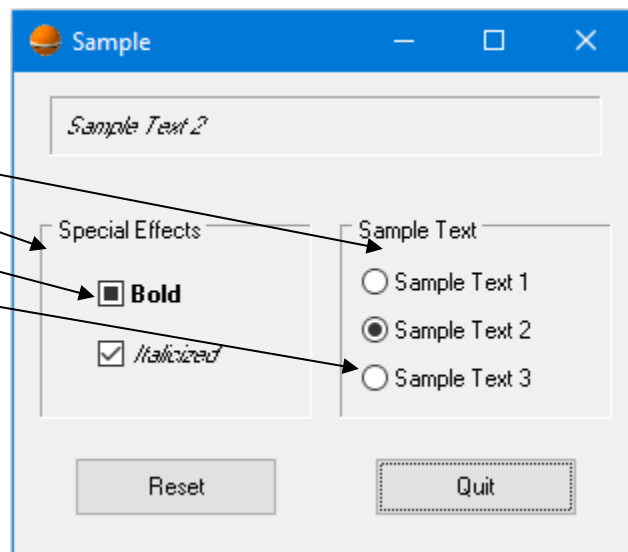 Sample
Sample Text 2
Special Effects
Bold
Italicized
Sample Text
Sample Text 1
Sample Text 2
Sample Text 3
Reset
Quit